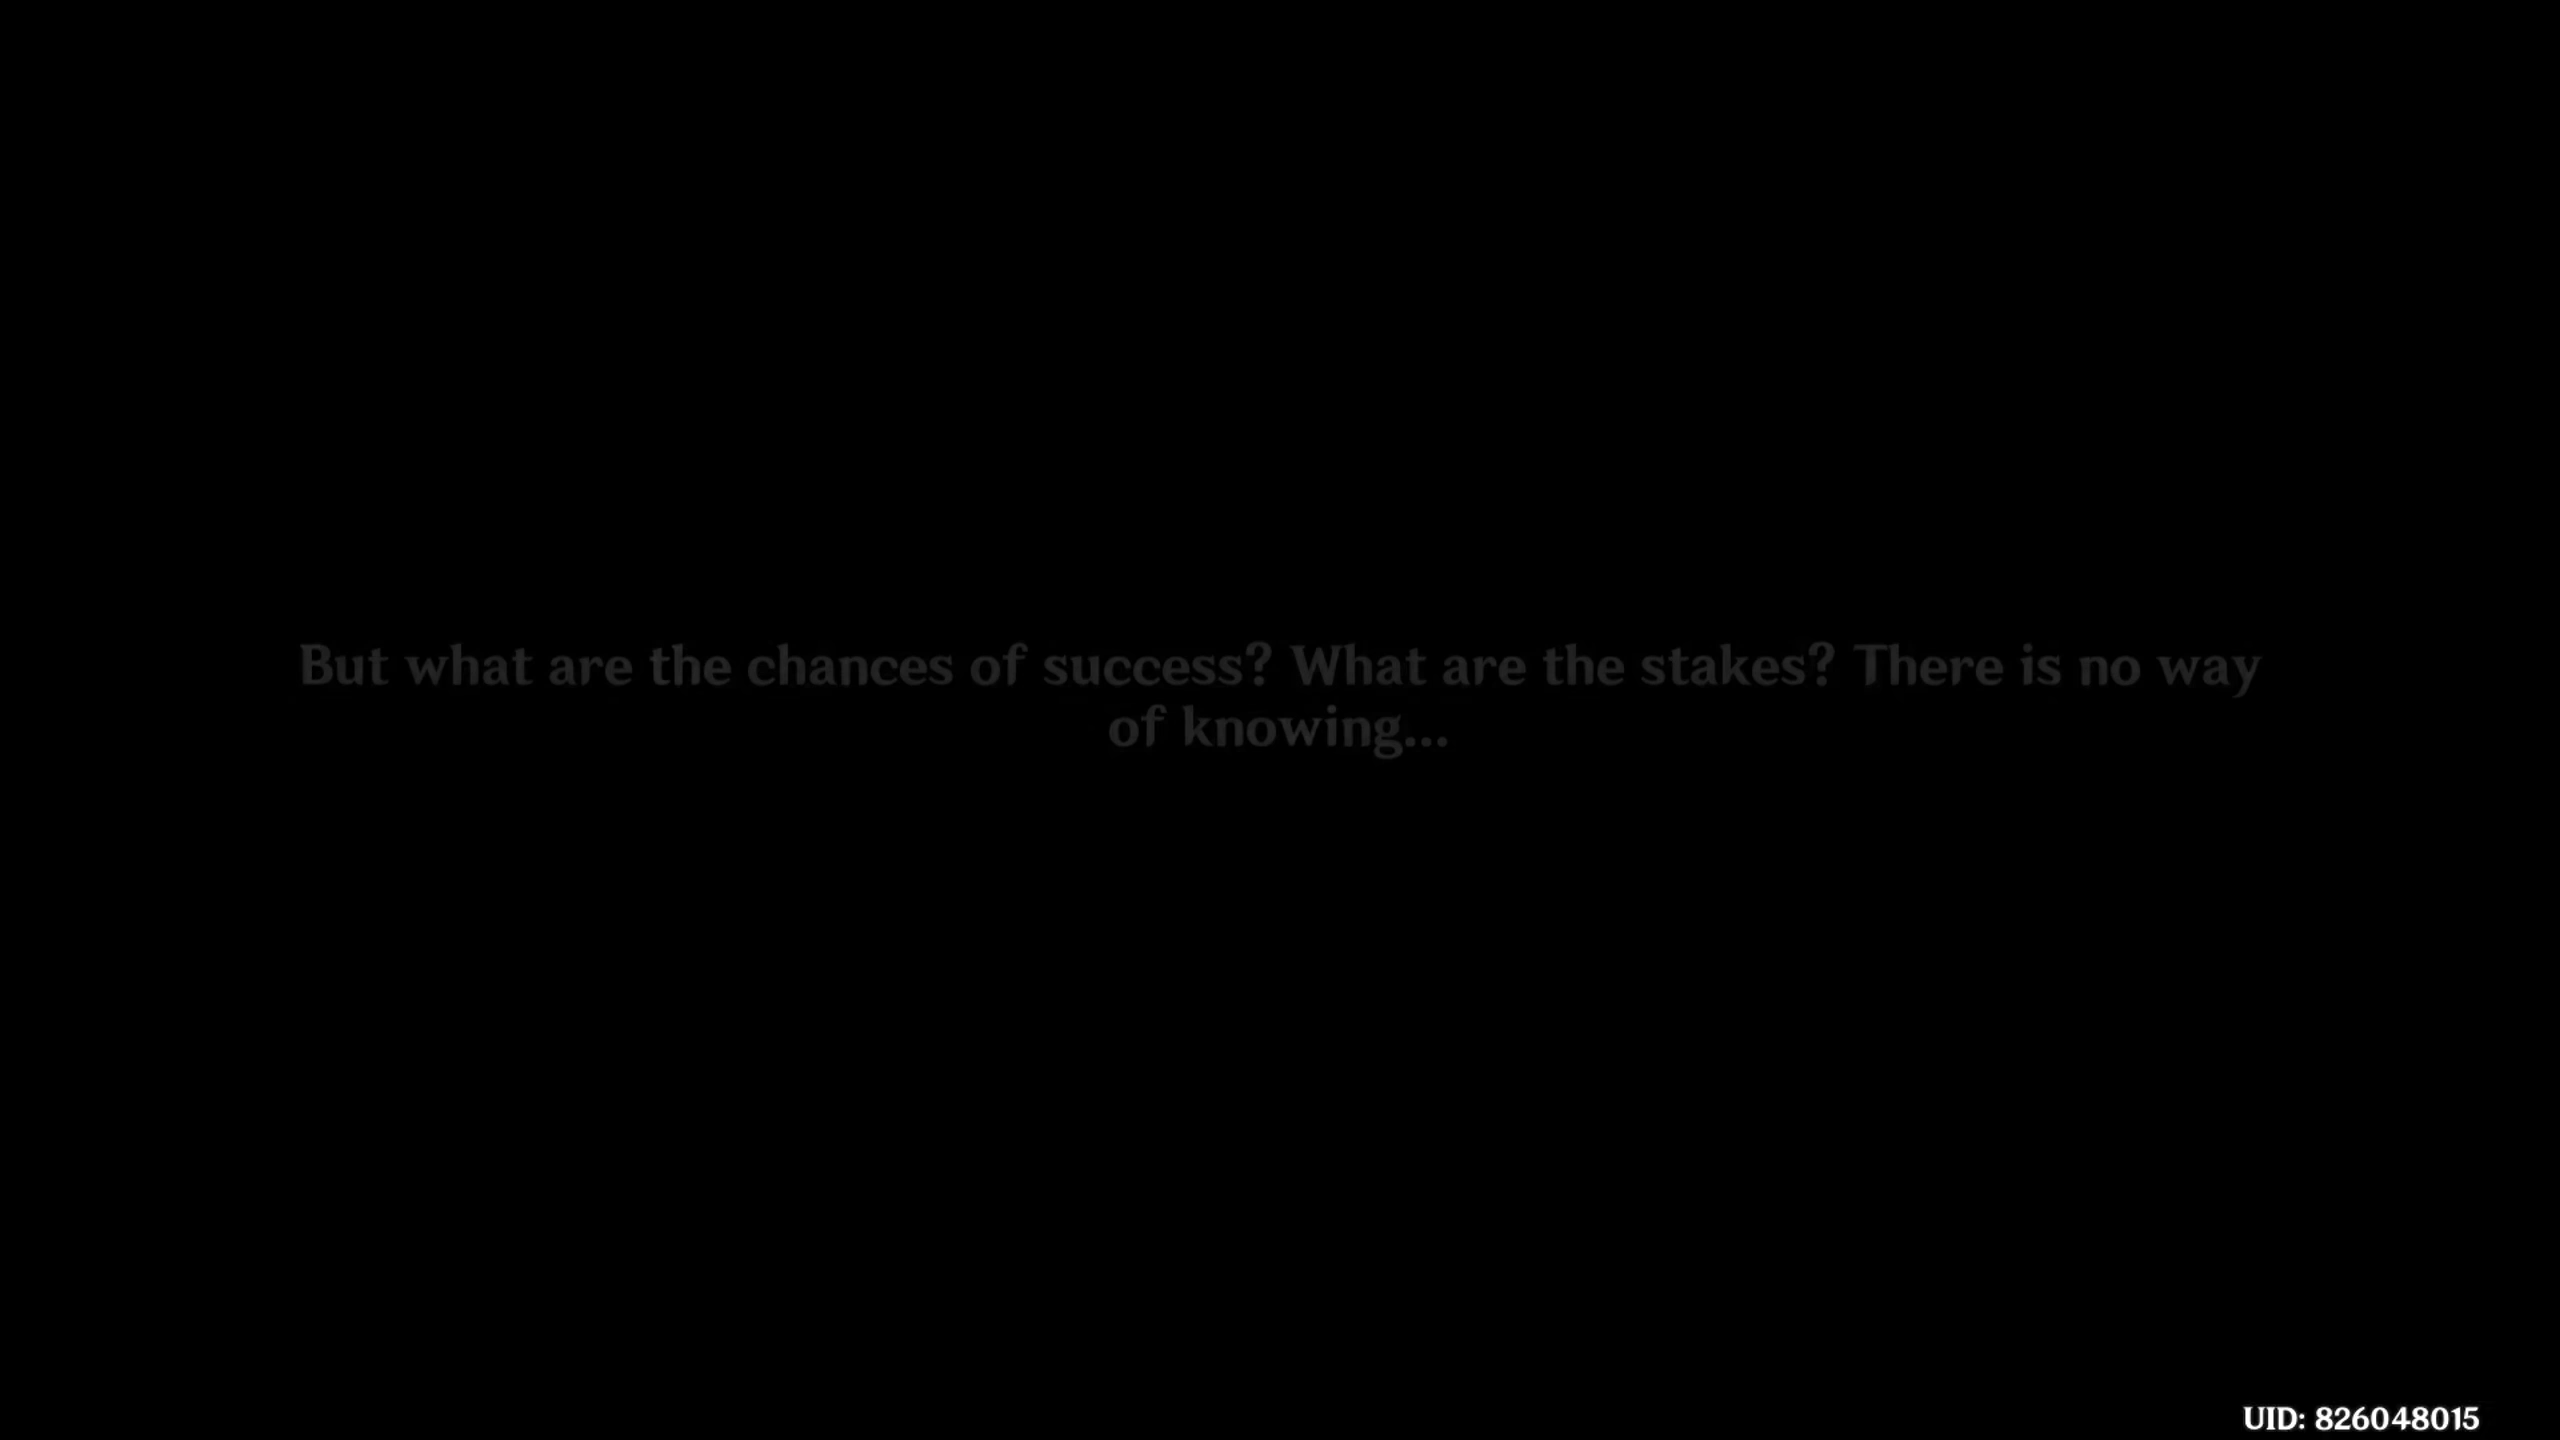 But what are the chances of success? What are the stakes? There is no way
of knowing...
UID: 826048015